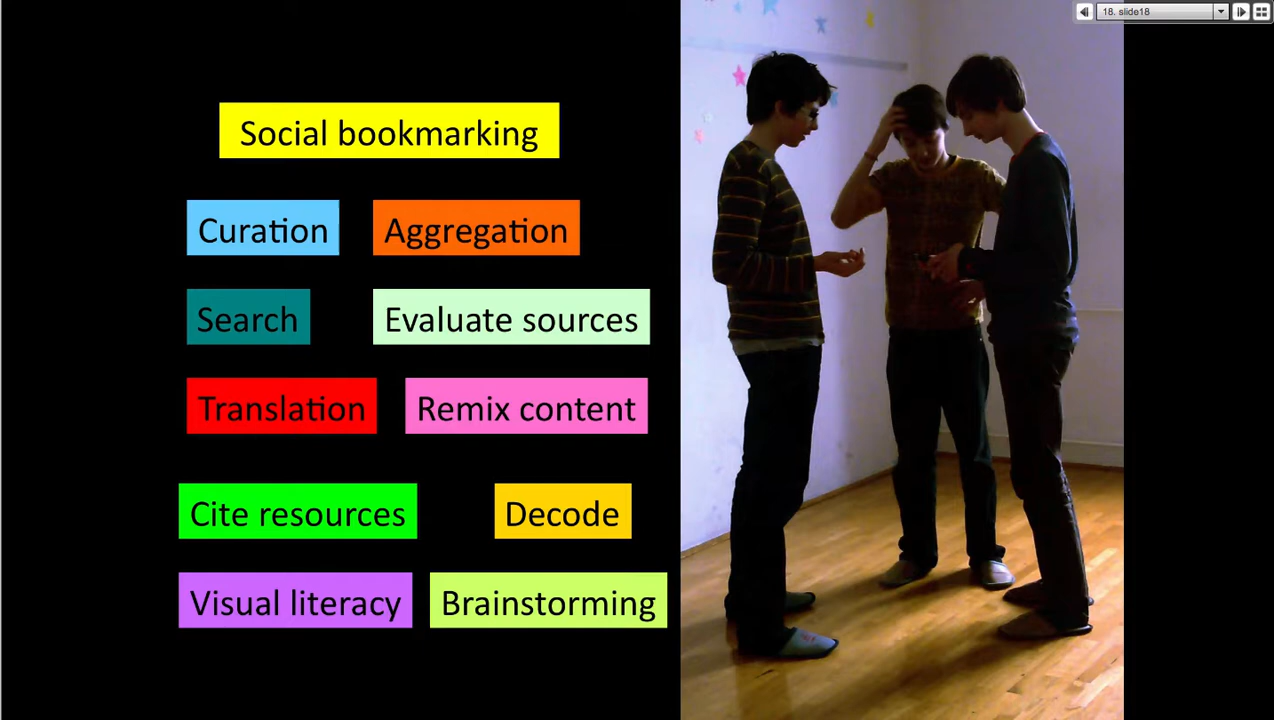 18. slide18
Social bookmarking
Curation
Aggregation
Search
Evaluate sources
Translation
Remix content
Cite resources
Decode
Visual literacy
Brainstorming